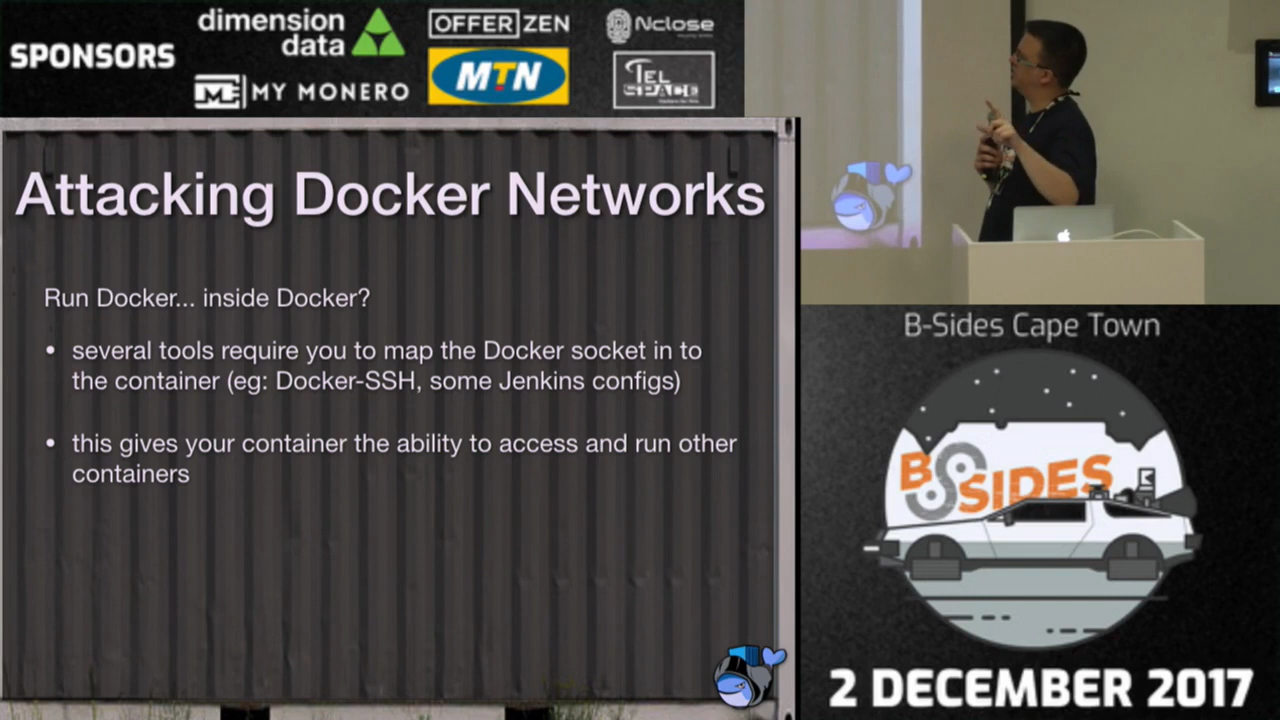 SPONSORS
dimension data
OFFER ZEN
Nclose
MY MONERO
MTN
TEL SPACE
Attacking Docker Networks
Run Docker... inside Docker?
• several tools require you to map the Docker socket in to
the container (eg: Docker-SSH, some Jenkins configs)
• this gives your container the ability to access and run other
containers
B-Sides Cape Town
BSIDES
2 DECEMBER 2017